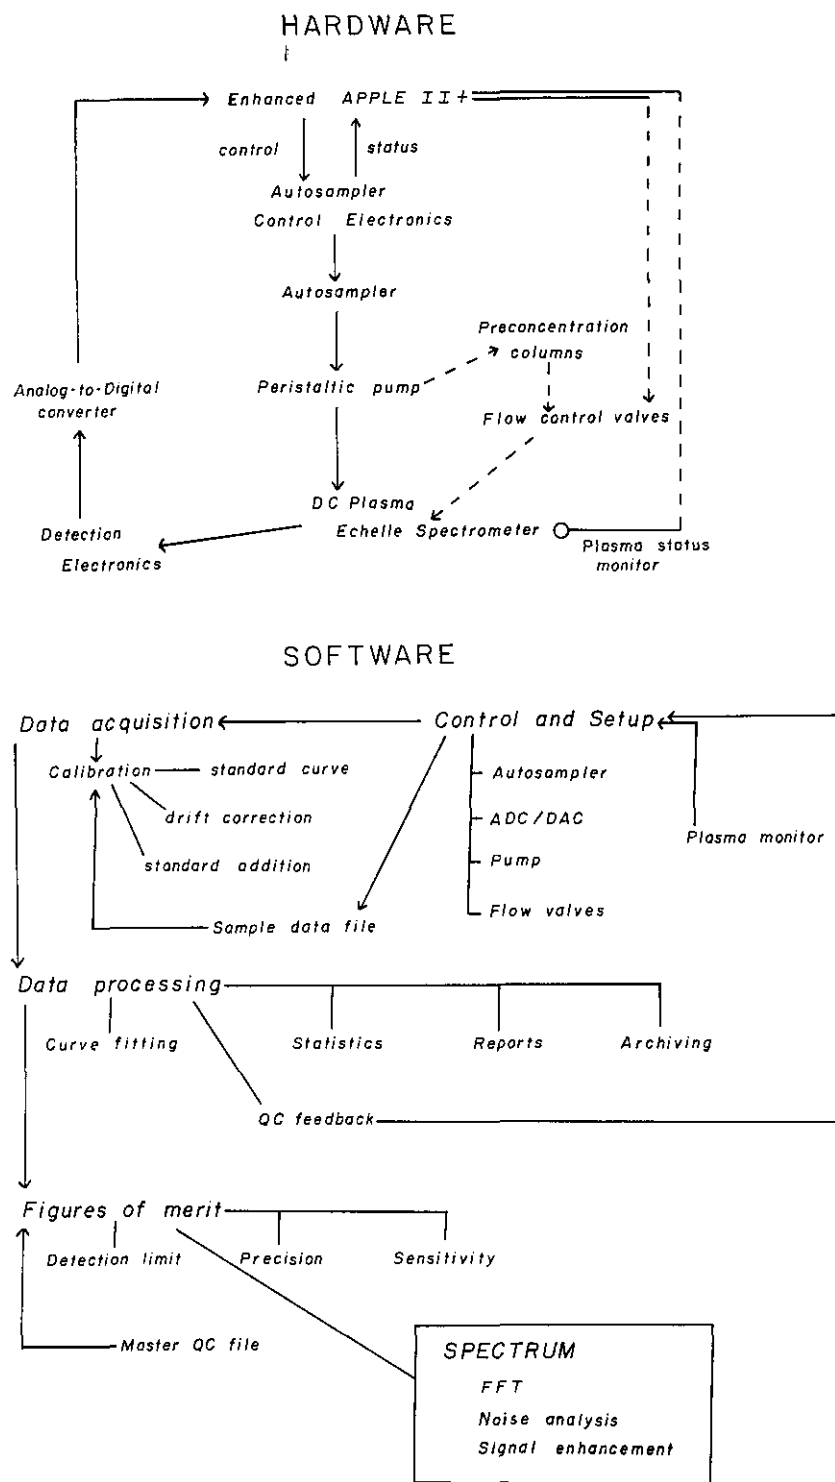 HARDWARE
Enhanced APPLE II+
control
status
Autosampler
Control Electronics
Autosampler
Preconcentration
columns
Analog-to-Digital
converter
Peristaltic pump
Flow control valves
DC Plasma
Echelle Spectrometer
Detection
Electronics
Plasma status
monitor
SOFTWARE
Data acquisition
Control and Setup
Calibration
standard curve
Autosampler
drift correction
ADC/DAC
Plasma monitor
standard addition
Pump
Sample data file
Flow valves
Data processing
Curve fitting
Statistics
Reports
Archiving
QC feedback
Figures of merit
Detection limit
Precision
Sensitivity
Master QC file
SPECTRUM
FFT
Noise analysis
Signal enhancement